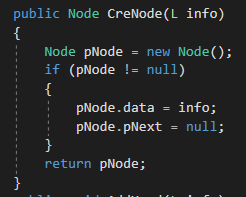 public Node CreNode(L info)
{
    Node pNode = new Node();
    if (pNode != null)
    {
        pNode.data = info;
        pNode.pNext = null;
    }
    return pNode;
}